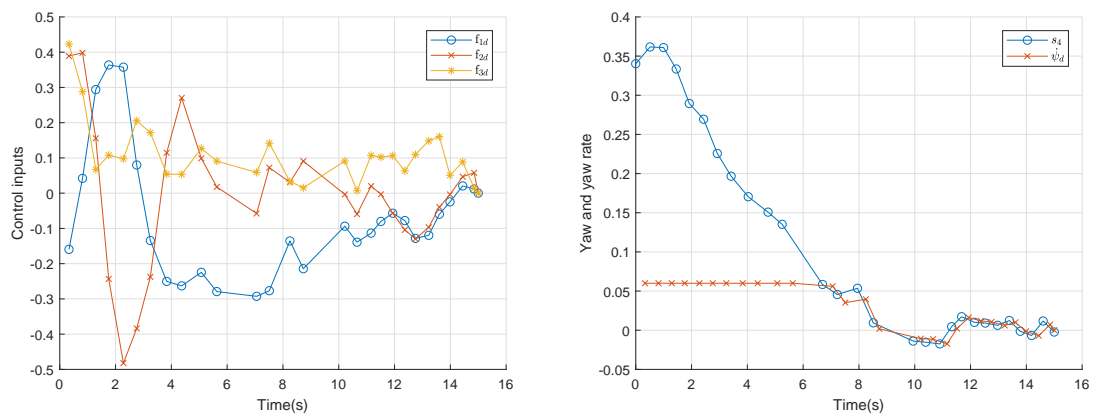 0.5
0.4
0.3
0.2
0.1
0
-0.1
-0.2
-0.3
-0.4
-0.5
Control inputs
0 2 4 6 8 10 12 14 16
Time(s)
f1d
f2d
f3d
0.4
0.35
0.3
0.25
0.2
0.15
0.1
0.05
0
-0.05
Yaw and yaw rate
0 2 4 6 8 10 12 14 16
Time(s)
s4
ψ̇d